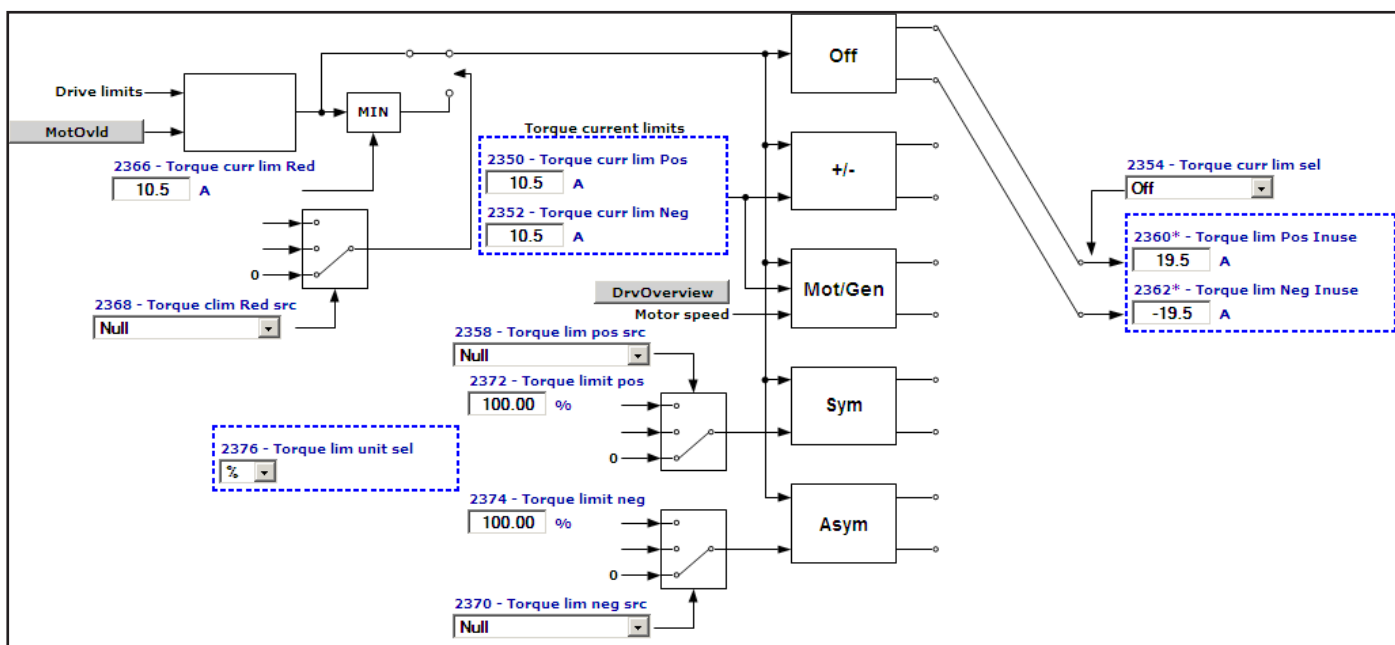 Off
Drive limits
MotOvld
MIN
Torque current limits
2366 - Torque curr lim Red
10.5 A
2350 - Torque curr lim Pos
10.5 A
2352 - Torque curr lim Neg
10.5 A
+/-
2354 - Torque curr lim sel
Off
2360* - Torque lim Pos Inuse
19.5 A
2362* - Torque lim Neg Inuse
-19.5 A
0
2368 - Torque clim Red src
Null
DrvOverview
Motor speed
Mot/Gen
2358 - Torque lim pos src
Null
2372 - Torque limit pos
100.00 %
0
Sym
2376 - Torque lim unit sel
%
2374 - Torque limit neg
100.00 %
0
Asym
2370 - Torque lim neg src
Null